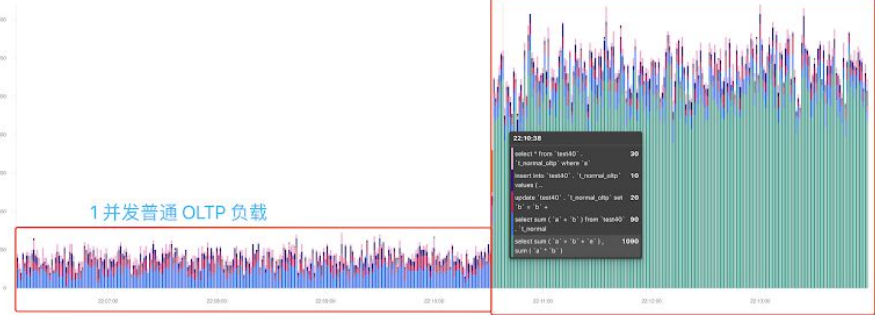 1 并发普通 OLTP 负载
22:10:38
select * from `test40` . 30
`t_normal_oltp` where `a`
insert into `test40` . `t_normal_oltp` 10
values ( ...
update `test40` . `t_normal_oltp` set 20
`b` = `b` +
select sum ( `a` + `b` ) from `test40` 90
. `t_normal
select sum ( `a` + `b` + `e` ) , 1000
sum ( `a` * `b` )
0
22:07:00 22:08:00 22:09:00 22:10:00 22:11:00 22:12:00 22:13:00